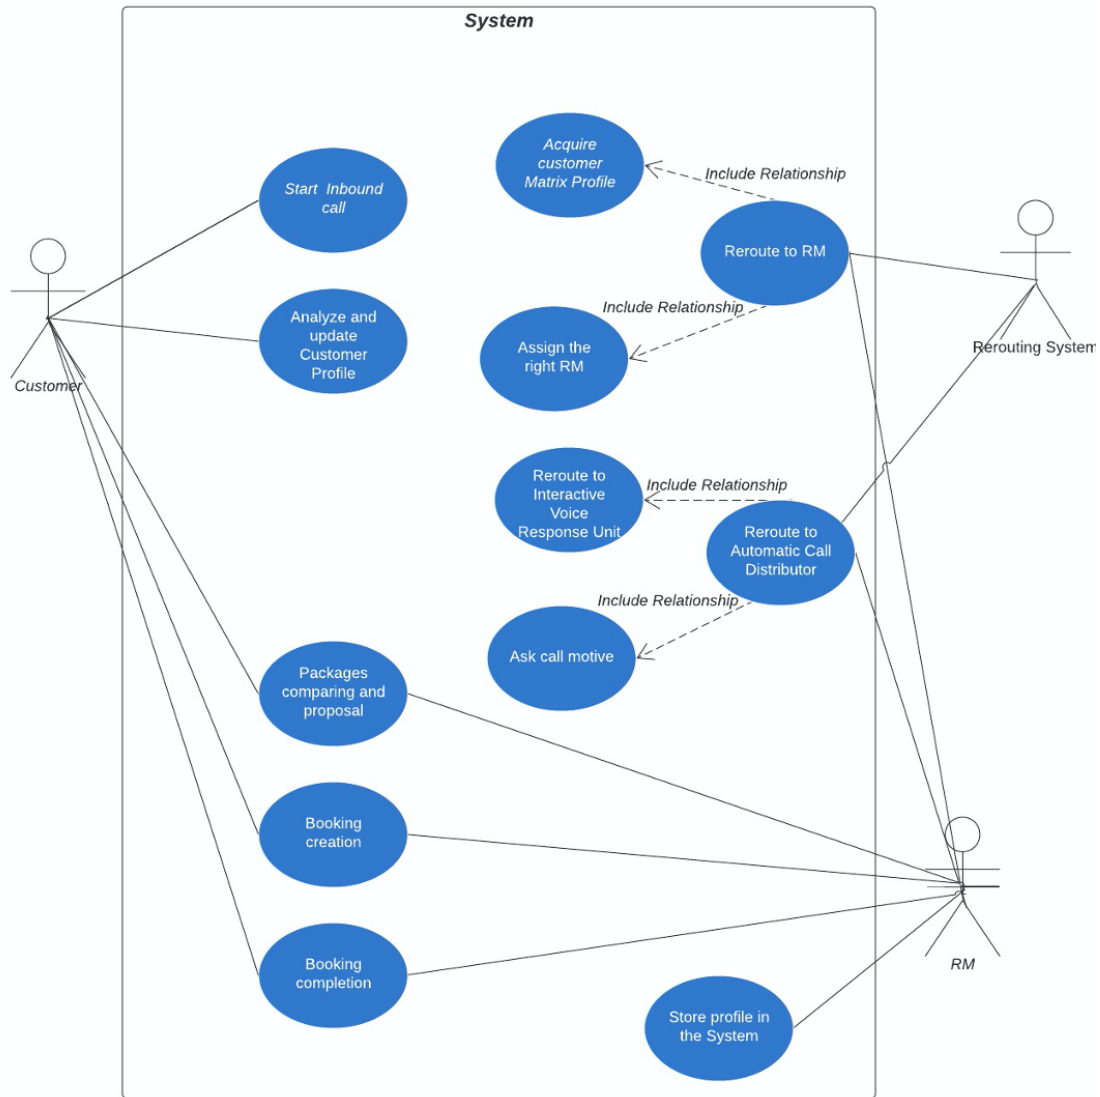 System
Acquire
customer
Matrix Profile
Include Relationship
Start Inbound
call
Reroute to RM
Include Relationship
Analyze and
update
Customer
Profile
Assign the
right RM
Rerouting System
Customer
Reroute to
Interactive
Voice
Response Unit
Include Relationship
Reroute to
Automatic Call
Distributor
Include Relationship
Ask call motive
Packages
comparing and
proposal
Booking
creation
Booking
completion
RM
Store profile in
the System